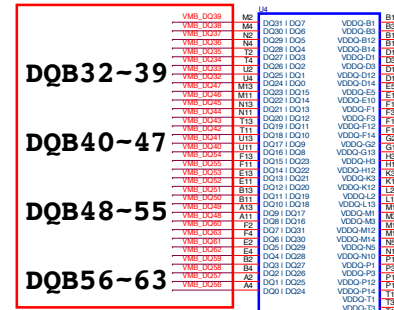 U4
VMB_DQ39 M2 DQ31 | DQ7 VDDQ-B1
VMB_DQ38 M4 DQ30 | DQ6 VDDQ-B3
VMB_DQ37 N2 DQ29 | DQ5 VDDQ-B12
VMB_DQ36 N4 DQ28 | DQ4 VDDQ-B14
VMB_DQ35 T2 DQ27 | DQ3 VDDQ-D1
VMB_DQ34 T4 DQ26 | DQ2 VDDQ-D3
VMB_DQ33 U2 DQ25 | DQ1 VDDQ-D12
VMB_DQ32 U4 DQ24 | DQ0 VDDQ-D14
DQB32~39
VMB_DQ47 M13 DQ23 | DQ15 VDDQ-E5
VMB_DQ46 M11 DQ22 | DQ14 VDDQ-E10
VMB_DQ45 N13 DQ21 | DQ13 VDDQ-F1
VMB_DQ44 N11 DQ20 | DQ12 VDDQ-F3
VMB_DQ43 T13 DQ19 | DQ11 VDDQ-F12
VMB_DQ42 T11 DQ18 | DQ10 VDDQ-F14
VMB_DQ41 U13 DQ17 | DQ9 VDDQ-G2
VMB_DQ40 U11 DQ16 | DQ8 VDDQ-G13
DQB40~47
VMB_DQ55 F13 DQ15 | DQ23 VDDQ-H3
VMB_DQ54 F11 DQ14 | DQ22 VDDQ-H12
VMB_DQ53 E13 DQ13 | DQ21 VDDQ-K3
VMB_DQ52 E11 DQ12 | DQ20 VDDQ-K12
VMB_DQ51 B13 DQ11 | DQ19 VDDQ-L2
VMB_DQ50 B11 DQ10 | DQ18 VDDQ-L13
VMB_DQ49 A13 DQ9 | DQ17 VDDQ-M1
VMB_DQ48 A11 DQ8 | DQ16 VDDQ-M3
DQB48~55
VMB_DQ63 F2 DQ7 | DQ31 VDDQ-M12
VMB_DQ62 F4 DQ6 | DQ30 VDDQ-M14
VMB_DQ61 E2 DQ5 | DQ29 VDDQ-N5
VMB_DQ60 E4 DQ4 | DQ28 VDDQ-N10
VMB_DQ59 B2 DQ3 | DQ27 VDDQ-P1
VMB_DQ58 B4 DQ2 | DQ26 VDDQ-P3
VMB_DQ57 A2 DQ1 | DQ25 VDDQ-P12
VMB_DQ56 A4 DQ0 | DQ24 VDDQ-P14
DQB56~63
VDDQ-T1
VDDQ-T3